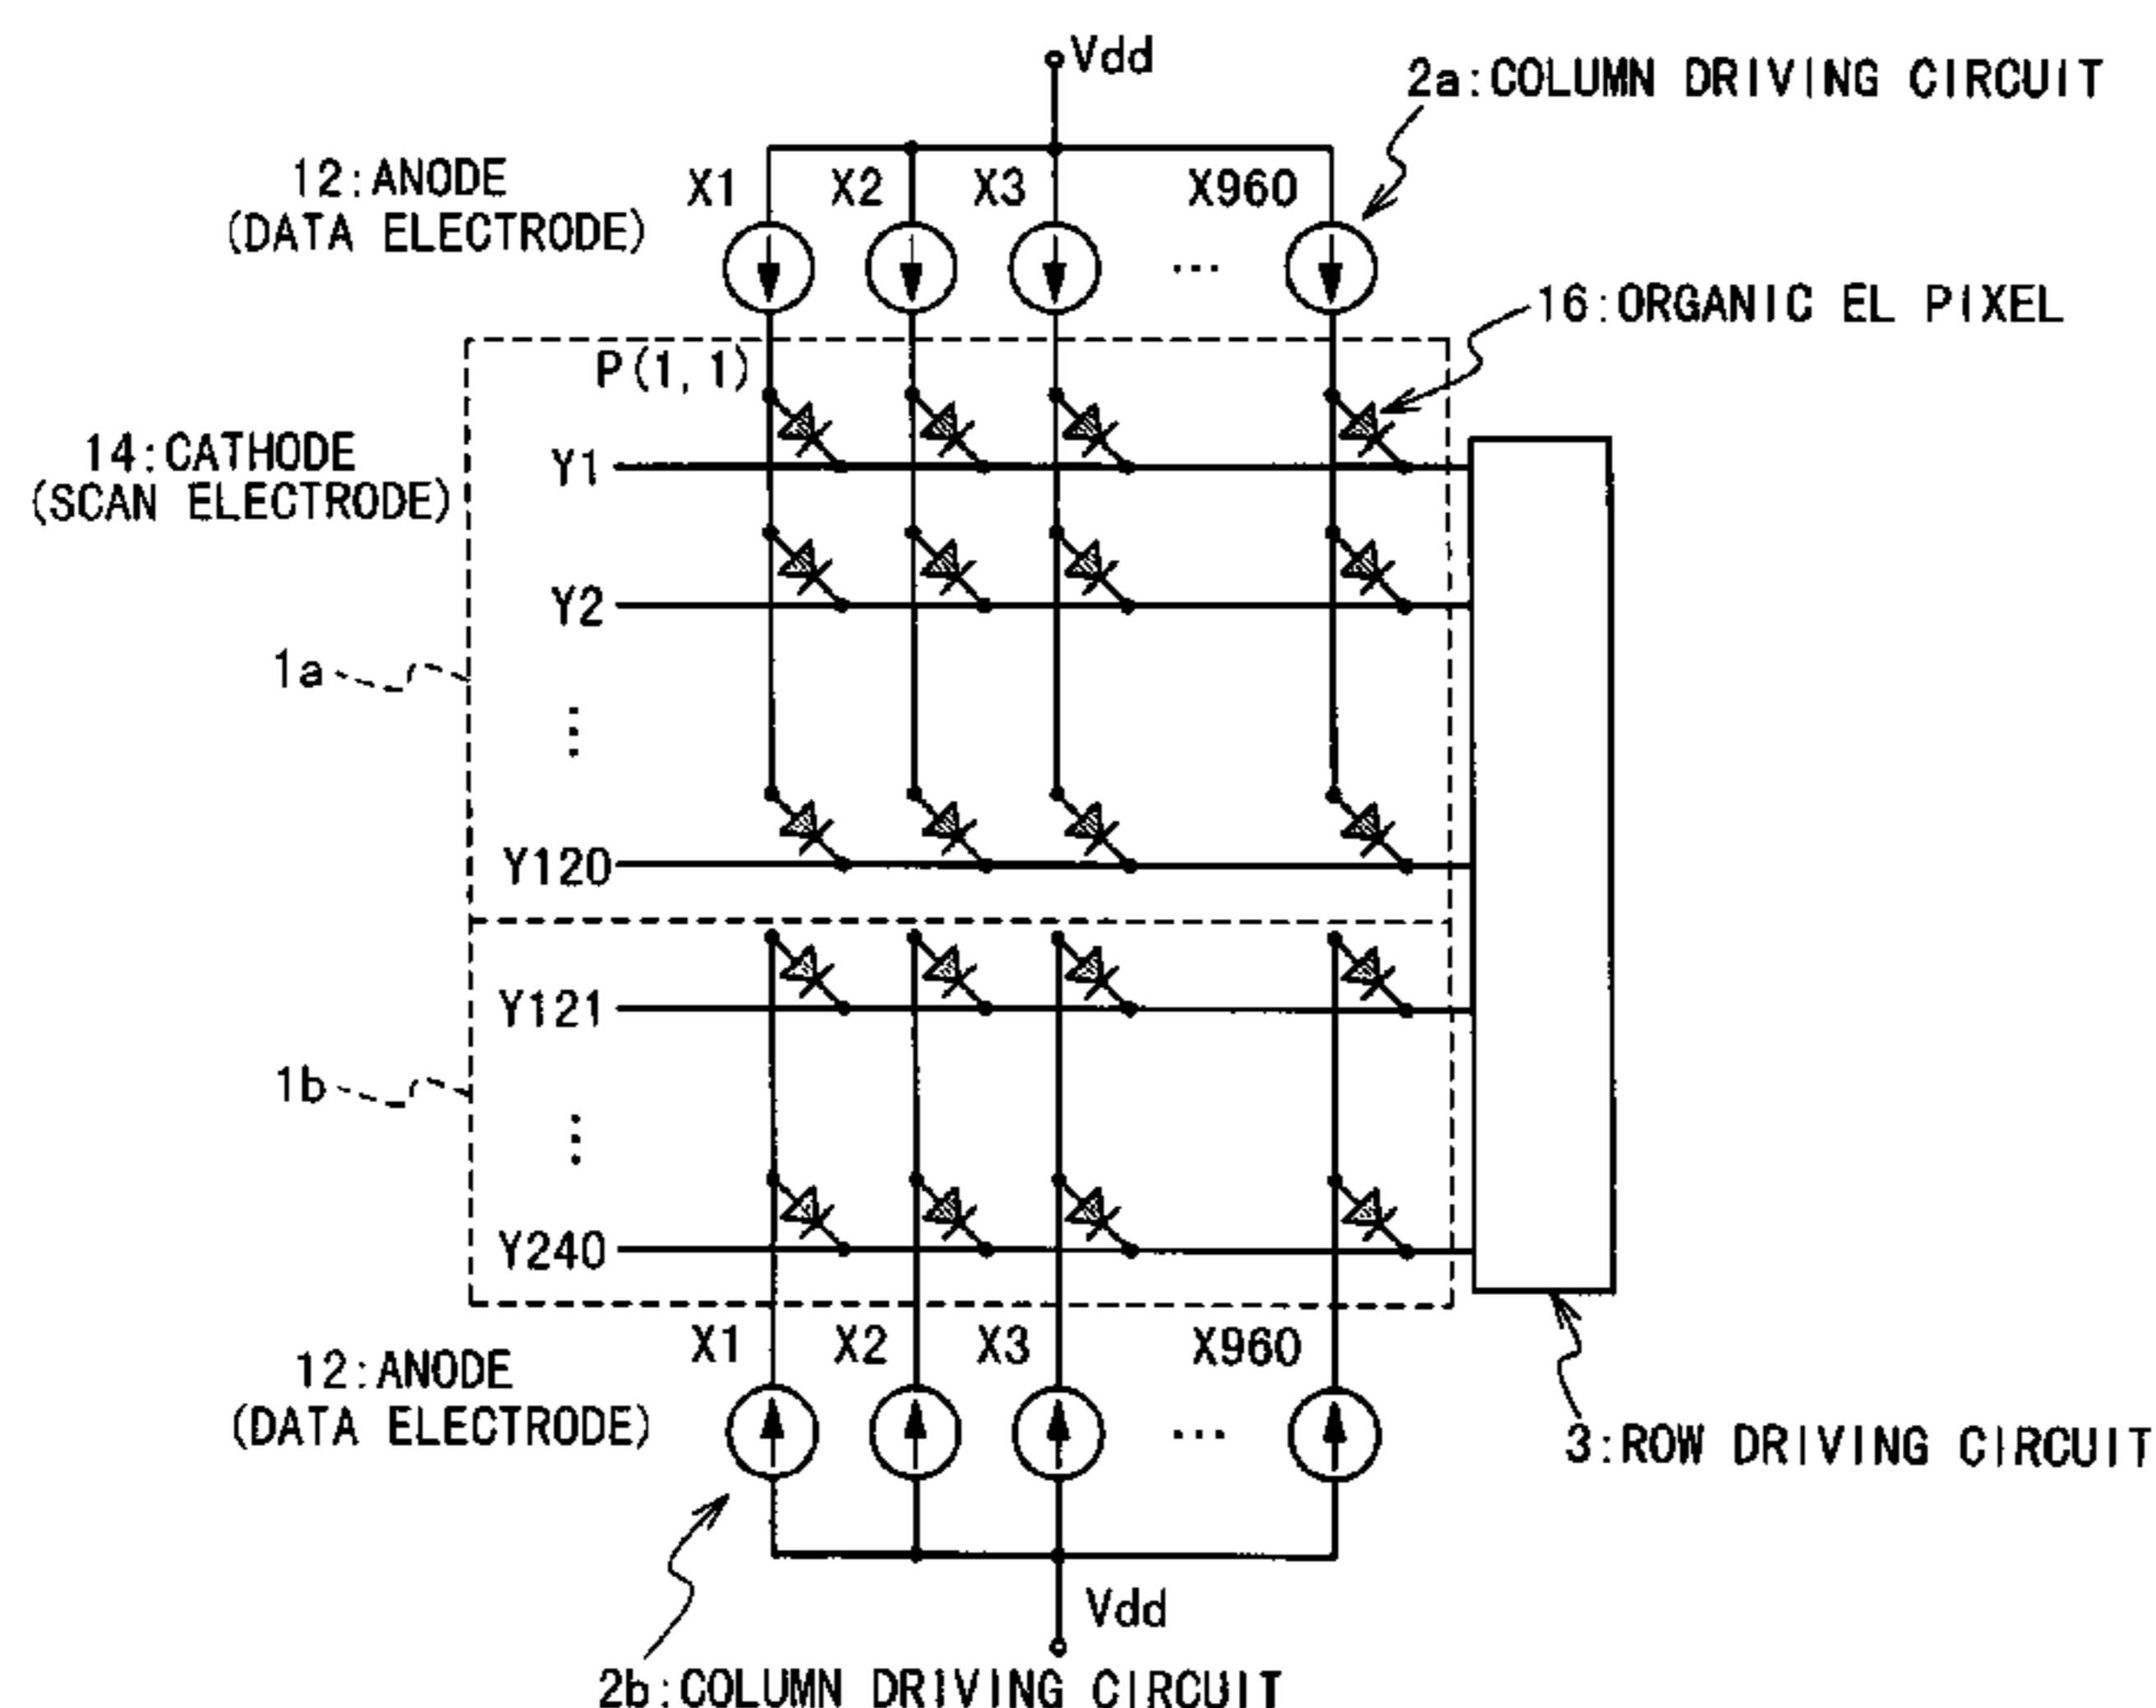 Vdd
2a:COLUMN DRIVING CIRCUIT
12:ANODE
(DATA ELECTRODE)
X1 X2 X3 X960
...
16:ORGANIC EL PIXEL
P(1,1)
14:CATHODE
(SCAN ELECTRODE)
Y1
Y2
1a
Y120
Y121
1b
Y240
X1 X2 X3 X960
12:ANODE
(DATA ELECTRODE)
...
3:ROW DRIVING CIRCUIT
Vdd
2b:COLUMN DRIVING CIRCUIT